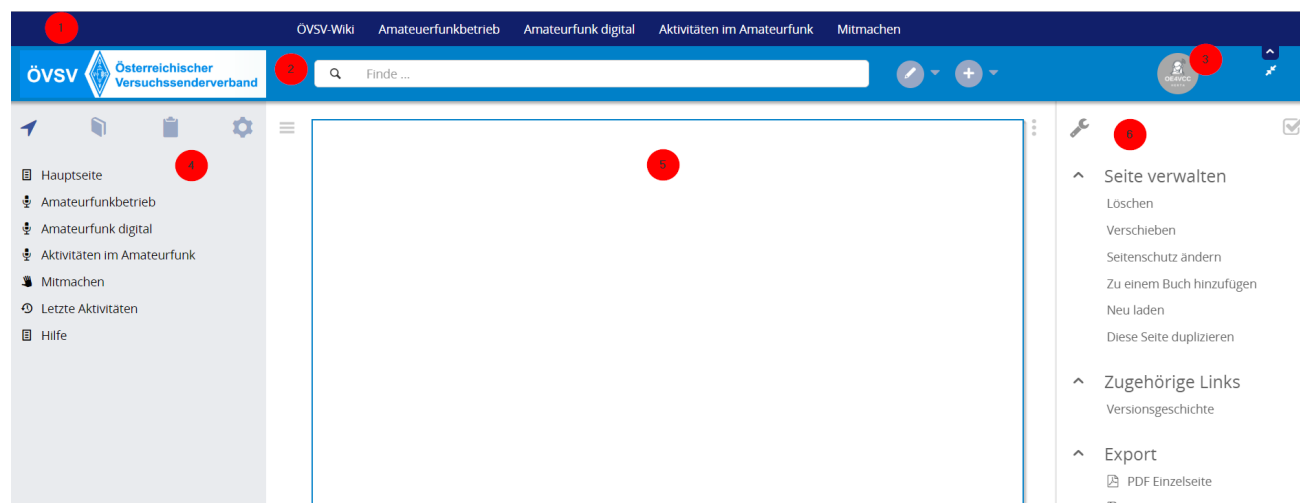 1
ÖVSV-Wiki Amateuerfunkbetrieb Amateurfunk digital Aktivitäten im Amateurfunk Mitmachen
ÖVSV Österreichischer
Versuchssenderverband
2
Finde ...
OE4VCC
3
4
5
6
Hauptseite
Amateurfunkbetrieb
Amateurfunk digital
Aktivitäten im Amateurfunk
Mitmachen
Letzte Aktivitäten
Hilfe
Seite verwalten
Löschen
Verschieben
Seitenschutz ändern
Zu einem Buch hinzufügen
Neu laden
Diese Seite duplizieren
Zugehörige Links
Versionsgeschichte
Export
PDF Einzelseite